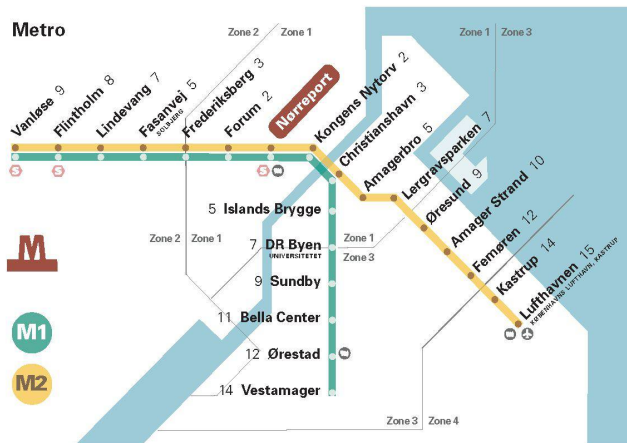 Metro
Zone 2
Zone 1
Zone 1
Zone 3
Vanløse 9
Flintholm 8
Lindevang 7
Fasanvej 5
SOLBJERG
Frederiksberg 3
Forum 2
Nørreport
Kongens Nytorv 2
Christianshavn 3
Amagerbro 5
Lergravsparken 7
Øresund 9
Amager Strand 10
Femøren 12
Kastrup 14
Lufthavnen 15
KØBENHAVNS LUFTHAVN, KASTRUP
S
S
S
5 Islands Brygge
Zone 2
Zone 1
7 DR Byen
UNIVERSITETET
Zone 1
Zone 3
9 Sundby
11 Bella Center
12 Ørestad
14 Vestamager
M
M1
M2
Zone 3
Zone 4